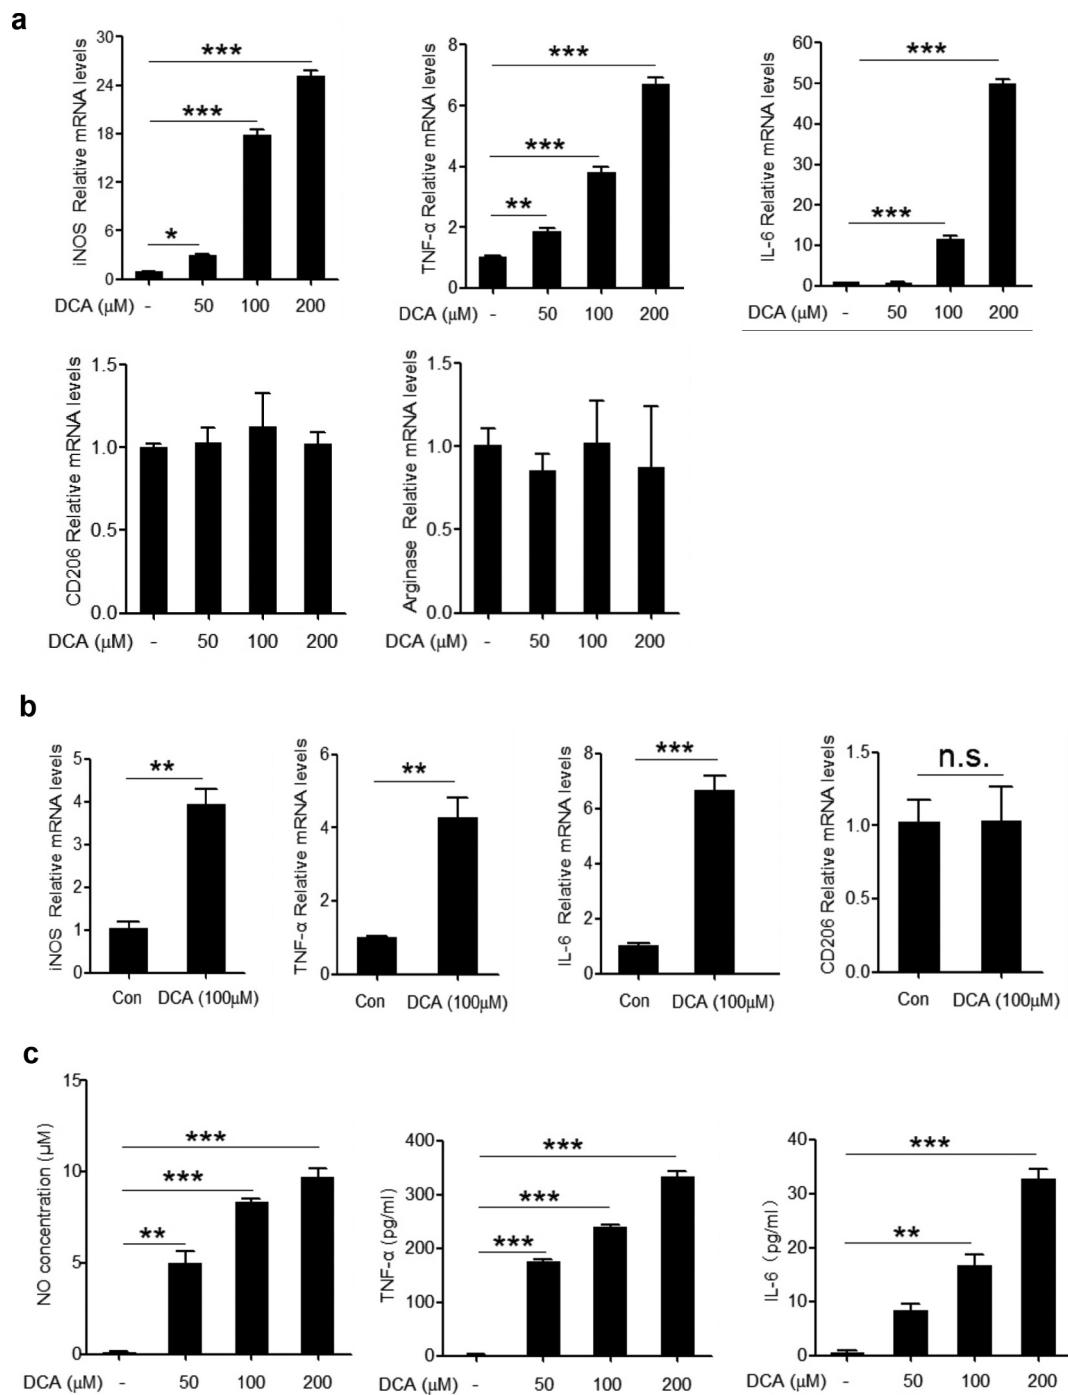 a
iNOS Relative mRNA levels
30
24
18
12
6
0
***
***
*
DCA (μM) - 50 100 200
TNF-α Relative mRNA levels
8
6
4
2
0
***
***
**
DCA (μM) - 50 100 200
IL-6 Relative mRNA levels
60
50
40
30
20
10
0
***
***
DCA (μM) - 50 100 200
CD206 Relative mRNA levels
1.5
1.0
0.5
0.0
DCA (μM) - 50 100 200
Arginase Relative mRNA levels
1.5
1.0
0.5
0.0
DCA (μM) - 50 100 200
b
iNOS Relative mRNA levels
5
4
3
2
1
0
**
Con DCA (100μM)
TNF-α Relative mRNA levels
6
4
2
0
**
Con DCA (100μM)
IL-6 Relative mRNA levels
8
6
4
2
0
***
Con DCA (100μM)
CD206 Relative mRNA levels
1.5
1.0
0.5
0.0
n.s.
Con DCA (100μM)
c
NO concentration (μM)
15
10
5
0
***
***
**
DCA (μM) - 50 100 200
TNF-α (pg/ml)
400
300
200
100
0
***
***
***
DCA (μM) - 50 100 200
IL-6 (pg/ml)
40
30
20
10
0
***
**
DCA (μM) - 50 100 200